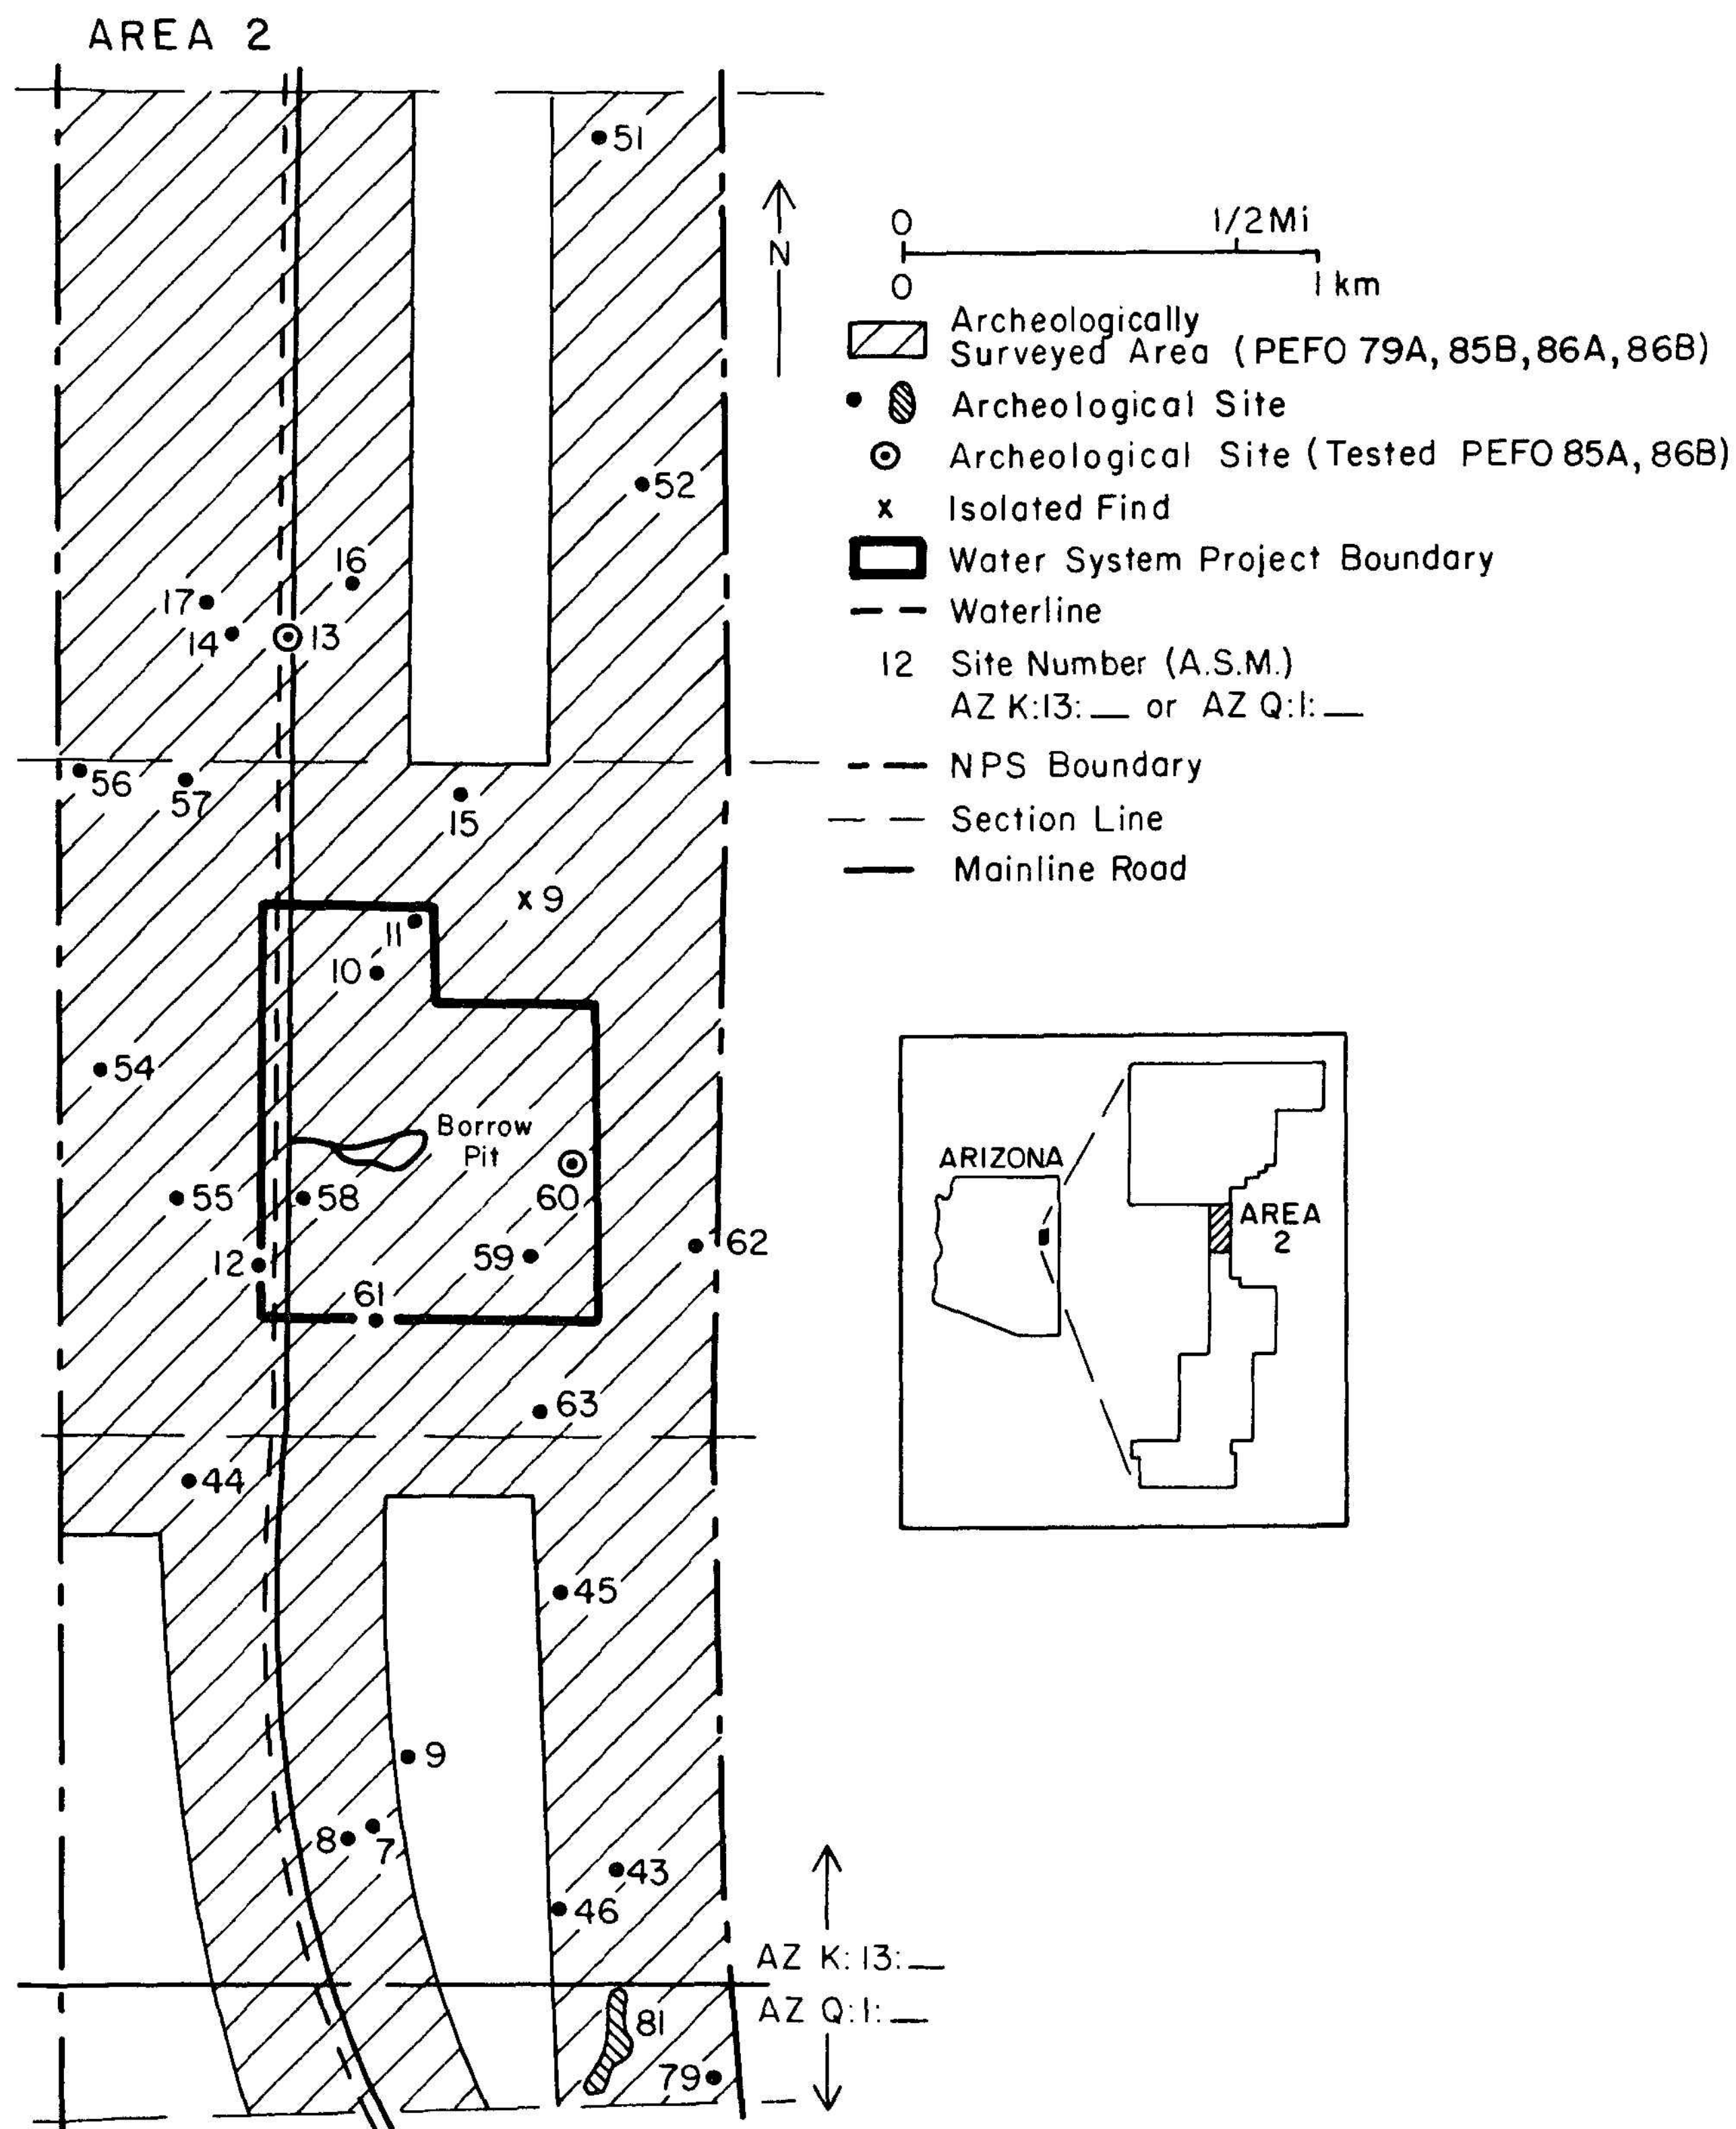 AREA 2
51
N
0 1/2 Mi
0 1 km
Archeologically
Surveyed Area (PEFO 79A, 85B, 86A, 86B)
Archeological Site
Archeological Site (Tested PEFO 85A, 86B)
x Isolated Find
Water System Project Boundary
Waterline
12 Site Number (A.S.M.)
AZ K:13:__ or AZ Q:1:__
NPS Boundary
Section Line
Mainline Road
52
16
17
14
13
56
57
15
x 9
11
10
54
Borrow
Pit
55
58
60
12
59
62
61
63
44
45
9
8
7
43
46
AZ K:13:__
AZ Q:1:__
81
79
ARIZONA
AREA
2